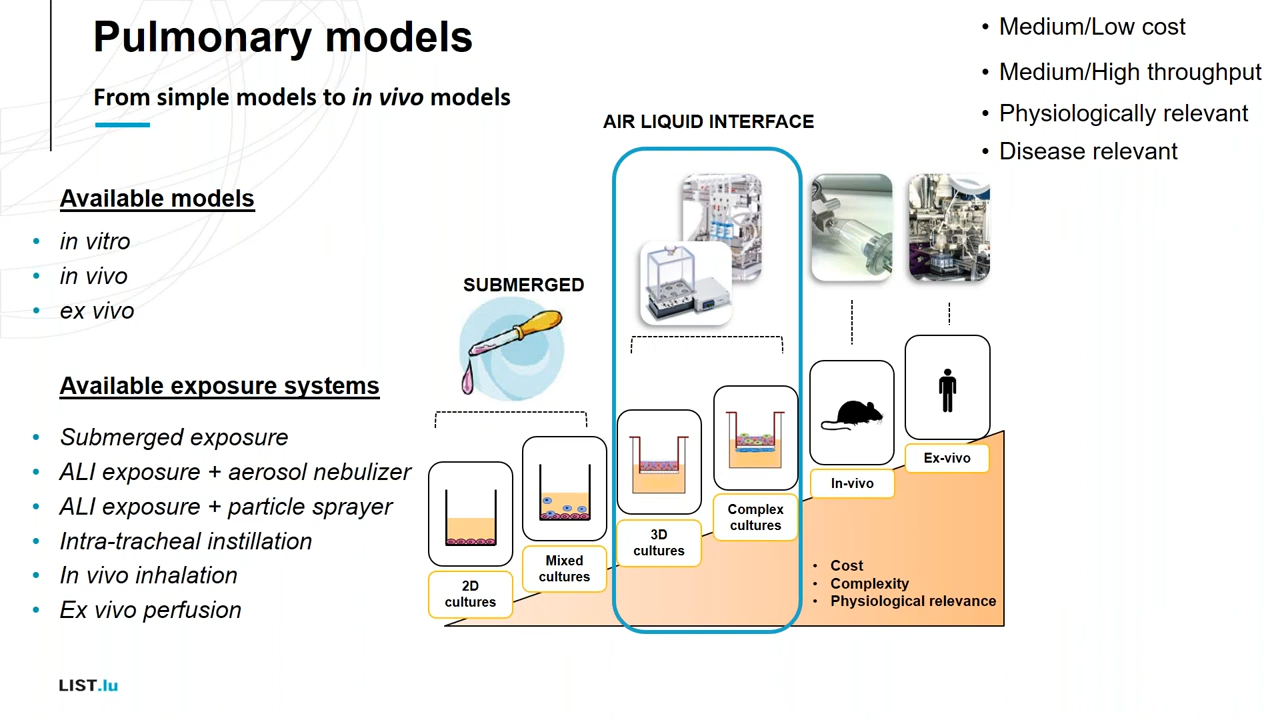 Pulmonary models
From simple models to in vivo models
Available models
• in vitro
• in vivo
• ex vivo
Available exposure systems
• Submerged exposure
• ALI exposure + aerosol nebulizer
• ALI exposure + particle sprayer
• Intra-tracheal instillation
• In vivo inhalation
• Ex vivo perfusion
SUBMERGED
AIR LIQUID INTERFACE
2D
cultures
Mixed
cultures
3D
cultures
Complex
cultures
In-vivo
Ex-vivo
• Cost
• Complexity
• Physiological relevance
• Medium/Low cost
• Medium/High throughput
• Physiologically relevant
• Disease relevant
LIST.lu